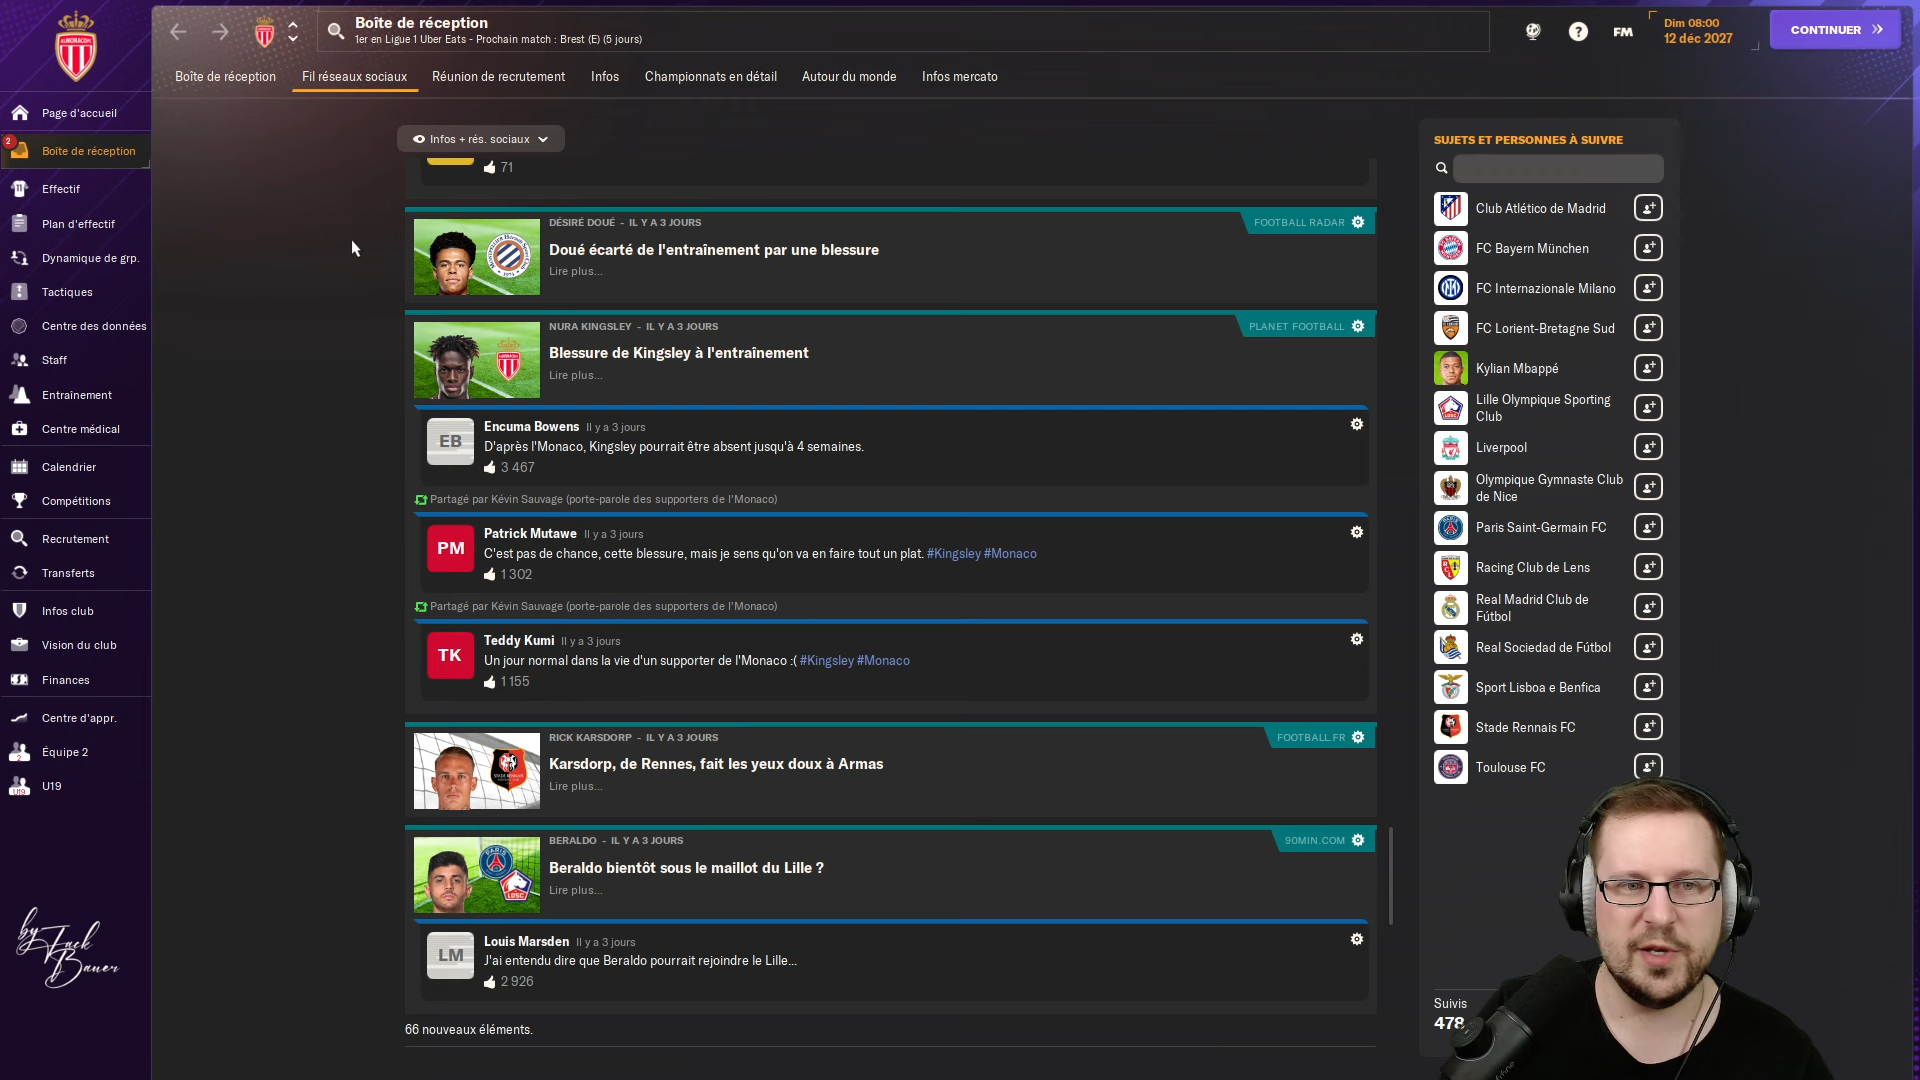 Boîte de réception
1er en Ligue 1 Uber Eats - Prochain match : Brest (E) (5 jours)
?
FM
Dim 08:00
12 déc 2027
CONTINUER
Boîte de réception
Fil réseaux sociaux
Réunion de recrutement
Infos
Championnats en détail
Autour du monde
Infos mercato
Page d'accueil
2
Boîte de réception
Effectif
Plan d'effectif
Dynamique de grp.
Tactiques
Centre des données
Staff
Entraînement
Centre médical
Calendrier
Compétitions
Recrutement
Transferts
Infos club
Vision du club
Finances
Centre d'appr.
Équipe 2
U19
by Jack Bauer
Infos + rés. sociaux
71
DÉSIRÉ DOUÉ - IL Y A 3 JOURS
FOOTBALL RADAR
Doué écarté de l'entraînement par une blessure
Lire plus...
NURA KINGSLEY - IL Y A 3 JOURS
PLANET FOOTBALL
Blessure de Kingsley à l'entraînement
Lire plus...
EB
Encuma Bowens Il y a 3 jours
D'après l'Monaco, Kingsley pourrait être absent jusqu'à 4 semaines.
3 467
Partagé par Kévin Sauvage (porte-parole des supporters de l'Monaco)
PM
Patrick Mutawe Il y a 3 jours
C'est pas de chance, cette blessure, mais je sens qu'on va en faire tout un plat. #Kingsley #Monaco
1 302
Partagé par Kévin Sauvage (porte-parole des supporters de l'Monaco)
TK
Teddy Kumi Il y a 3 jours
Un jour normal dans la vie d'un supporter de l'Monaco :( #Kingsley #Monaco
1 155
RICK KARSDORP - IL Y A 3 JOURS
FOOTBALL.FR
Karsdorp, de Rennes, fait les yeux doux à Armas
Lire plus...
BERALDO - IL Y A 3 JOURS
90MIN.COM
Beraldo bientôt sous le maillot du Lille ?
Lire plus...
LM
Louis Marsden Il y a 3 jours
J'ai entendu dire que Beraldo pourrait rejoindre le Lille...
2 926
66 nouveaux éléments.
SUJETS ET PERSONNES À SUIVRE
Club Atlético de Madrid
FC Bayern München
FC Internazionale Milano
FC Lorient-Bretagne Sud
Kylian Mbappé
Lille Olympique Sporting
Club
Liverpool
Olympique Gymnaste Club
de Nice
Paris Saint-Germain FC
Racing Club de Lens
Real Madrid Club de
Fútbol
Real Sociedad de Fútbol
Sport Lisboa e Benfica
Stade Rennais FC
Toulouse FC
Suivis
478